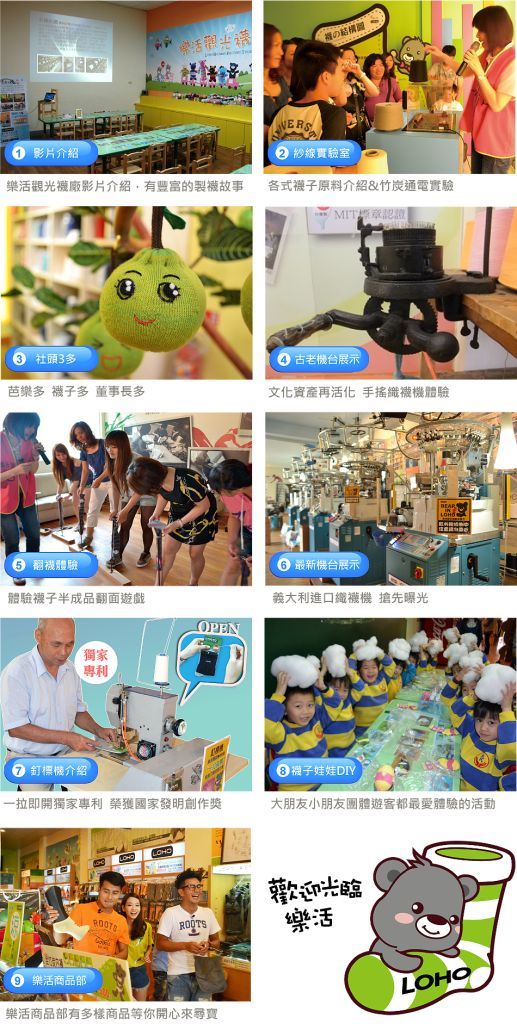 樂活觀光襪
1 影片介紹
樂活觀光襪廠影片介紹，有豐富的製襪故事
襪の結構圖
2 紗線實驗室
各式襪子原料介紹&竹炭通電實驗
3 社頭3多
芭樂多 襪子多 董事長多
MIT標章認證
4 古老機台展示
文化資產再活化 手搖織襪機體驗
5 翻襪體驗
體驗襪子半成品翻面遊戲
BEAR
IN
LOHO
6 最新機台展示
義大利進口織襪機 搶先曝光
OPEN
獨家
專利
7 釘標機介紹
一拉即開獨家專利 榮獲國家發明創作獎
8 襪子娃娃DIY
大朋友小朋友團體遊客都最愛體驗的活動
LOHO
LOHO
LOHO
ROOTS
ROOTS
9 樂活商品部
樂活商品部有多樣商品等你開心來尋寶
歡迎光臨
樂活
LOHO